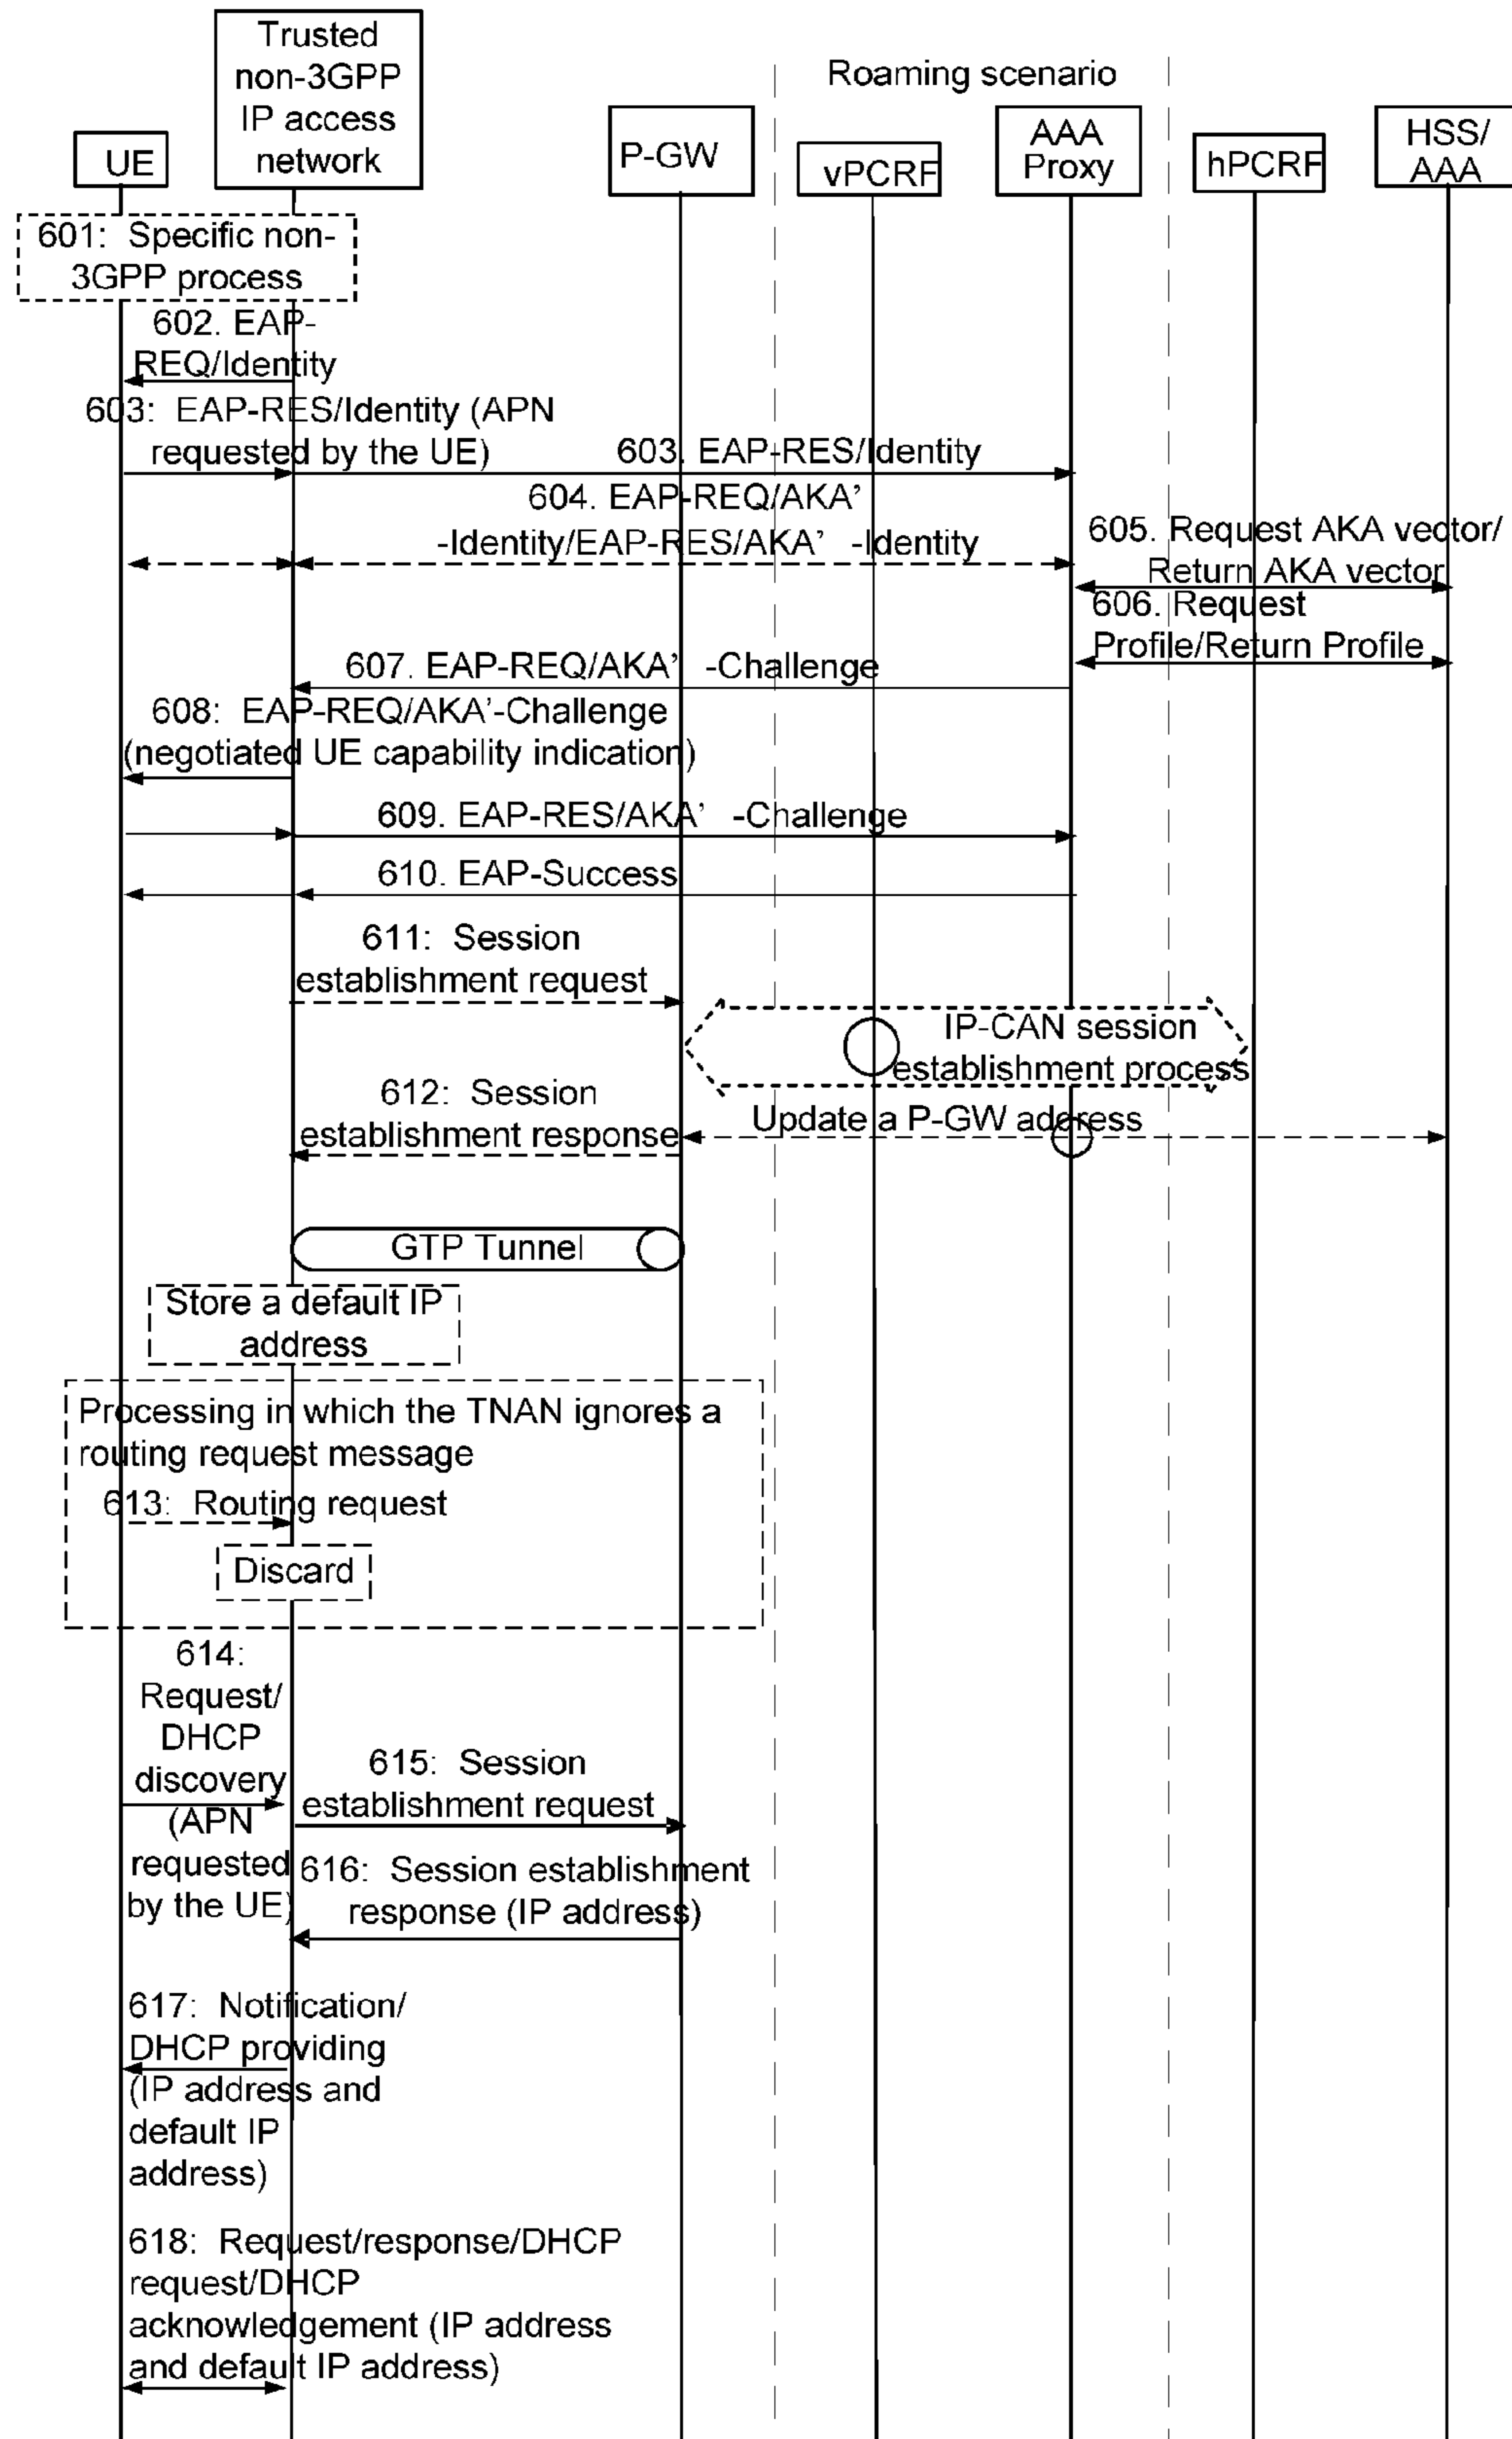 Trusted
non-3GPP
IP access
network
Roaming scenario
UE
P-GW
vPCRF
AAA
Proxy
hPCRF
HSS/
AAA
601: Specific non-
3GPP process
602. EAP-
REQ/Identity
603: EAP-RES/Identity (APN
requested by the UE)
603. EAP-RES/Identity
604. EAP-REQ/AKA’
-Identity/EAP-RES/AKA’ -Identity
605. Request AKA vector/
Return AKA vector
606. Request
Profile/Return Profile
607. EAP-REQ/AKA’ -Challenge
608: EAP-REQ/AKA’-Challenge
(negotiated UE capability indication)
609. EAP-RES/AKA’ -Challenge
610. EAP-Success
611: Session
establishment request
IP-CAN session
establishment process
612: Session
establishment response
Update a P-GW address
GTP Tunnel
Store a default IP
address
Processing in which the TNAN ignores a
routing request message
613: Routing request
Discard
614:
Request/
DHCP
discovery
(APN
requested
by the UE)
615: Session
establishment request
616: Session establishment
response (IP address)
617: Notification/
DHCP providing
(IP address and
default IP
address)
618: Request/response/DHCP
request/DHCP
acknowledgement (IP address
and default IP address)